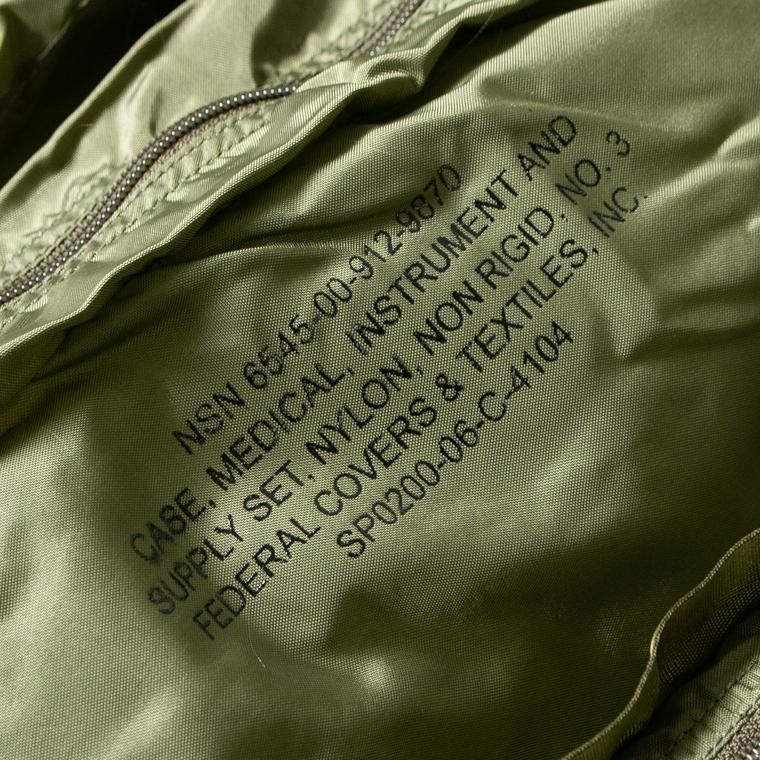 NSN 6545-00-912-9870
CASE, MEDICAL, INSTRUMENT AND
SUPPLY SET, NYLON, NON RIGID, NO. 3
FEDERAL COVERS & TEXTILES, INC.
SP0200-06-C-4104